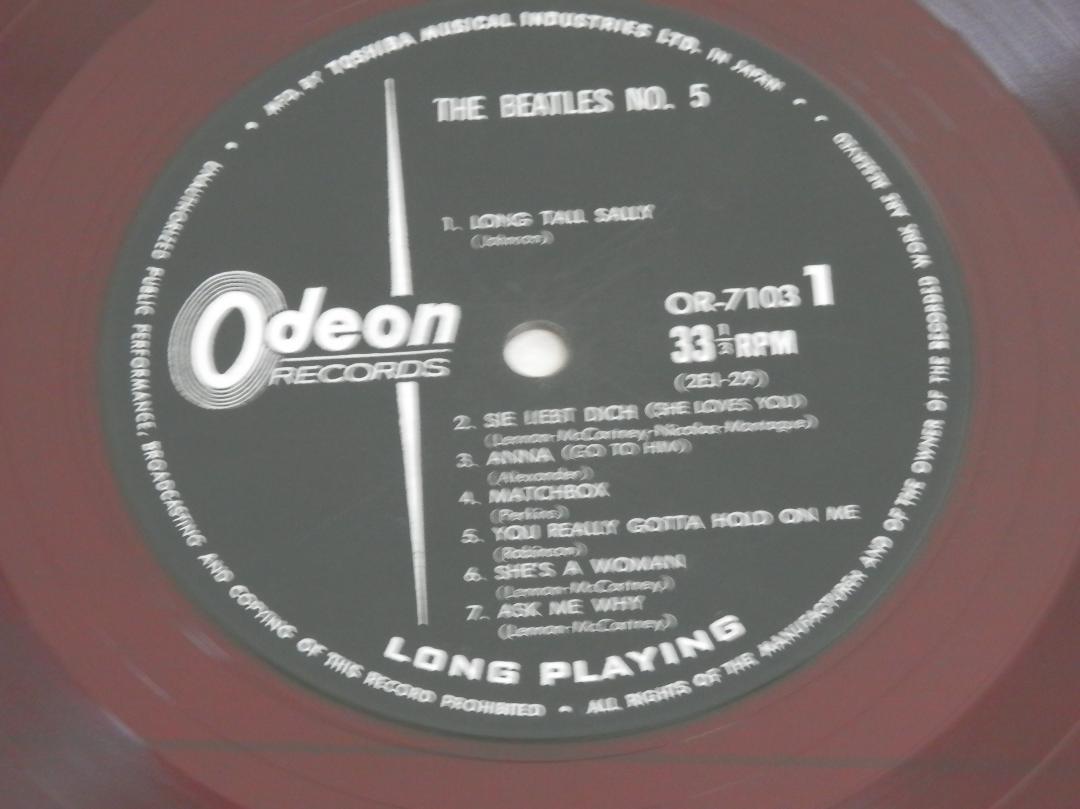 MFD. BY TOSHIBA MUSICAL INDUSTRIES LTD. IN JAPAN
THE BEATLES NO. 5
1. LONG TALL SALLY
(Johnson)
Odeon
RECORDS
OR-7103 1
33 1/3 RPM
(2E1-29)
2. SIE LIEBT DICH (SHE LOVES YOU)
(Lennon-McCartney-Nicolas-Montague)
3. ANNA (GO TO HIM)
(Alexander)
4. MATCHBOX
(Perkins)
5. YOU REALLY GOTTA HOLD ON ME
(Robinson)
6. SHE'S A WOMAN
(Lennon-McCartney)
7. ASK ME WHY
(Lennon-McCartney)
LONG PLAYING
UNAUTHORIZED PUBLIC PERFORMANCE, BROADCASTING AND COPYING OF THIS RECORD PROHIBITED - ALL RIGHTS OF THE MANUFACTURER AND OF THE OWNER OF THE RECORDED WORK ARE RESERVED